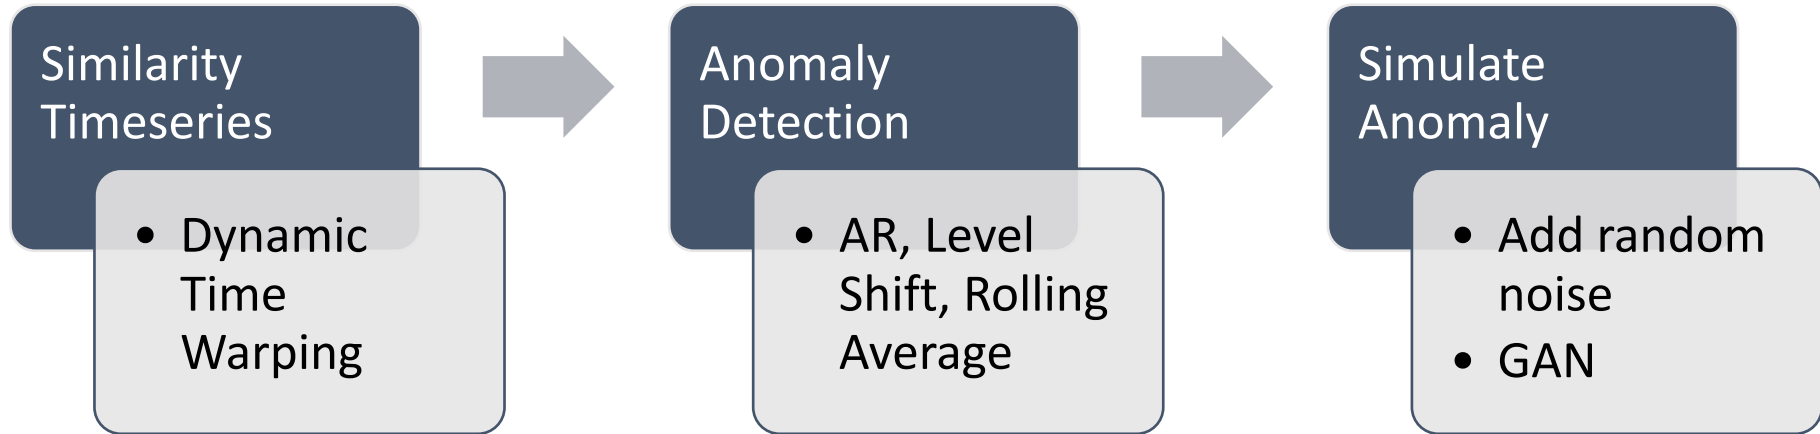 Similarity
Timeseries
• Dynamic
Time
Warping
Anomaly
Detection
• AR, Level
Shift, Rolling
Average
Simulate
Anomaly
• Add random
noise
• GAN